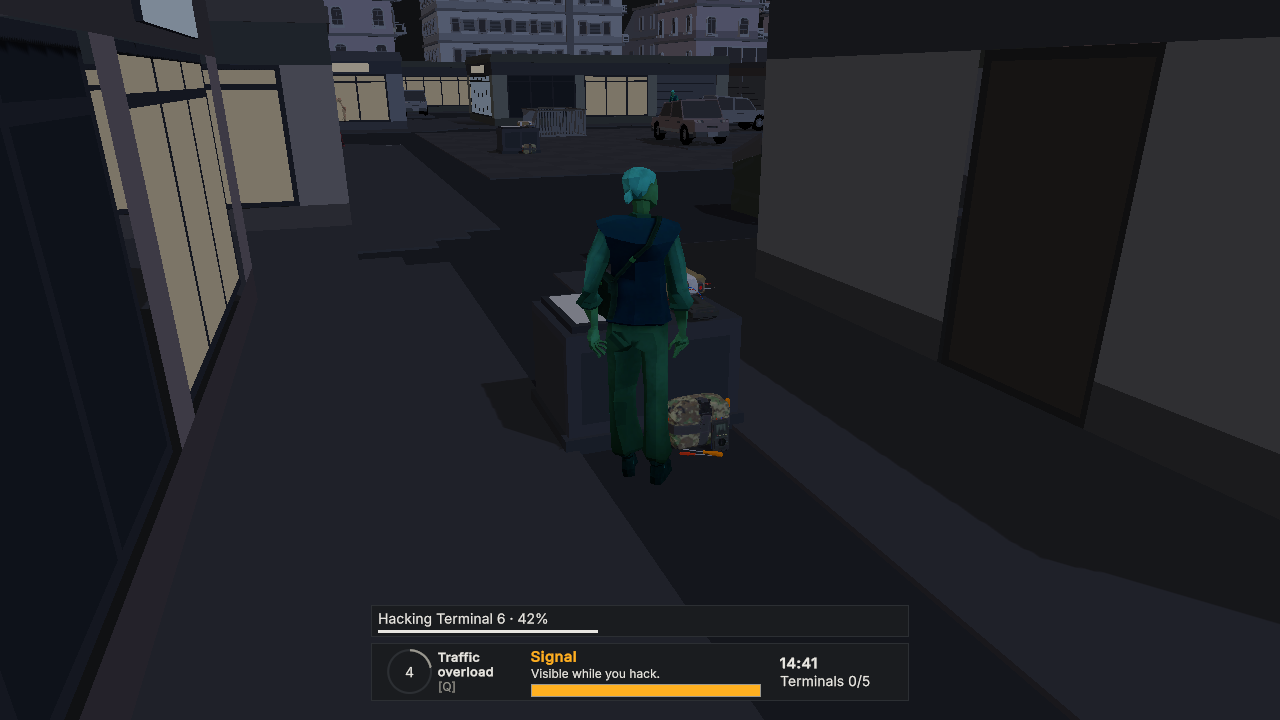 Hacking Terminal 6 · 42%
4
Traffic
overload
[Q]
Signal
Visible while you hack.
14:41
Terminals 0/5